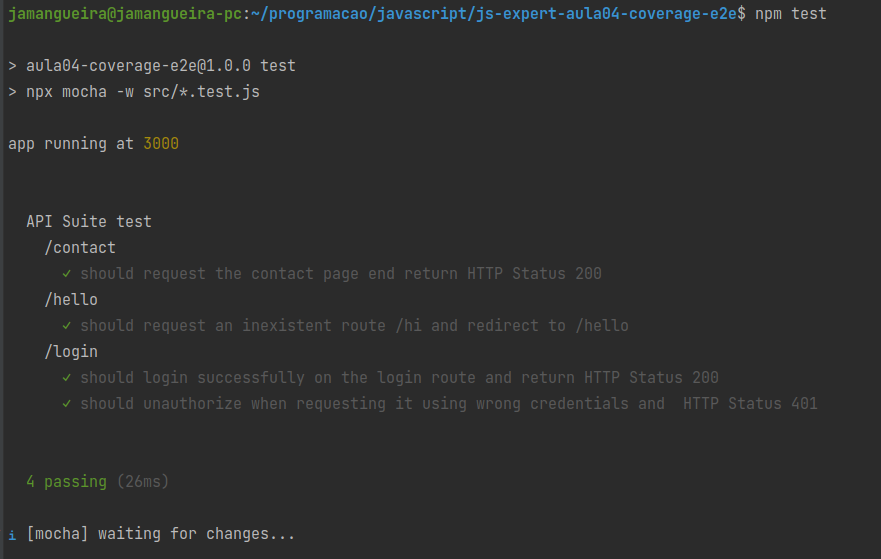 jamangueira@jamangueira-pc:~/programacao/javascript/js-expert-aula04-coverage-e2e$ npm test
> aula04-coverage-e2e@1.0.0 test
> npx mocha -w src/*.test.js
app running at 3000
API Suite test
/contact
✓ should request the contact page end return HTTP Status 200
/hello
✓ should request an inexistent route /hi and redirect to /hello
/login
✓ should login successfully on the login route and return HTTP Status 200
✓ should unauthorize when requesting it using wrong credentials and  HTTP Status 401
4 passing (26ms)
ℹ [mocha] waiting for changes...